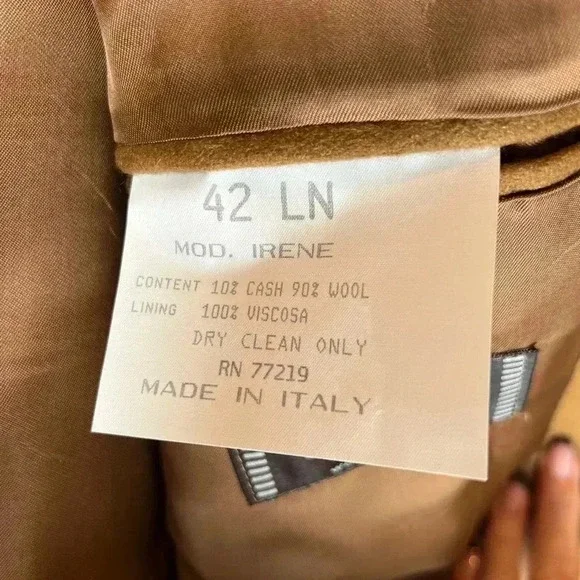 42 LN
MOD. IRENE
CONTENT 10% CASH 90% WOOL
LINING 100% VISCOSA
DRY CLEAN ONLY
RN 77219
MADE IN ITALY